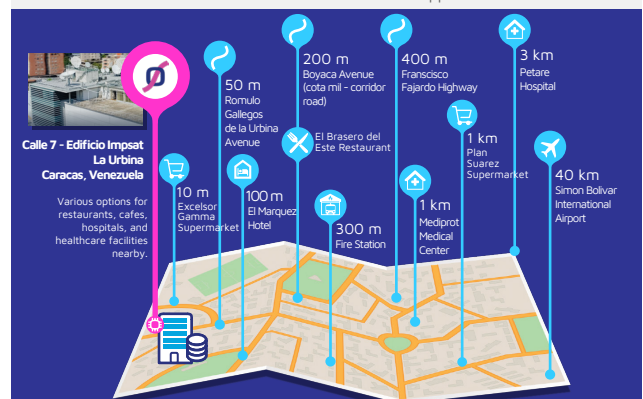 Calle 7 - Edificio Impsat
La Urbina
Caracas, Venezuela
Various options for
restaurants, cafes,
hospitals, and
healthcare facilities
nearby.
10 m
Excelsor
Gamma
Supermarket
50 m
Romulo
Gallegos
de la Urbina
Avenue
100 m
El Marquez
Hotel
200 m
Boyaca Avenue
(cota mil - corridor
road)
El Brasero del
Este Restaurant
300 m
Fire Station
400 m
Franscisco
Fajardo Highway
1 km
Mediprot
Medical
Center
1 km
Plan
Suarez
Supermarket
3 km
Petare
Hospital
40 km
Simon Bolivar
International
Airport